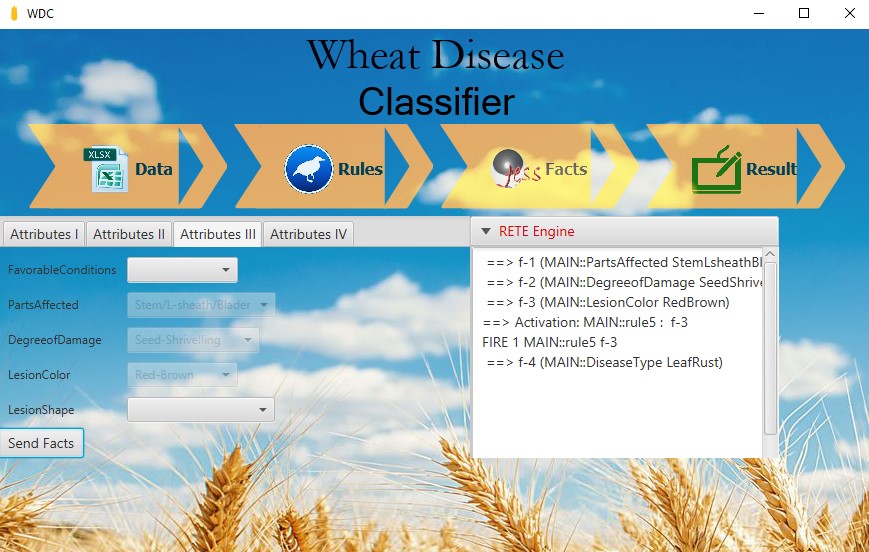 WDC
Wheat Disease
Classifier
XLSX
Data
Rules
Jess
Facts
Result
Attributes I
Attributes II
Attributes III
Attributes IV
FavorableConditions
PartsAffected
Stem/L-sheath/Blader
DegreeofDamage
Seed-Shrivelling
LesionColor
Red-Brown
LesionShape
Send Facts
RETE Engine
==> f-1 (MAIN::PartsAffected StemLsheathBl
==> f-2 (MAIN::DegreeofDamage SeedShrive
==> f-3 (MAIN::LesionColor RedBrown)
==> Activation: MAIN::rule5 : f-3
FIRE 1 MAIN::rule5 f-3
==> f-4 (MAIN::DiseaseType LeafRust)